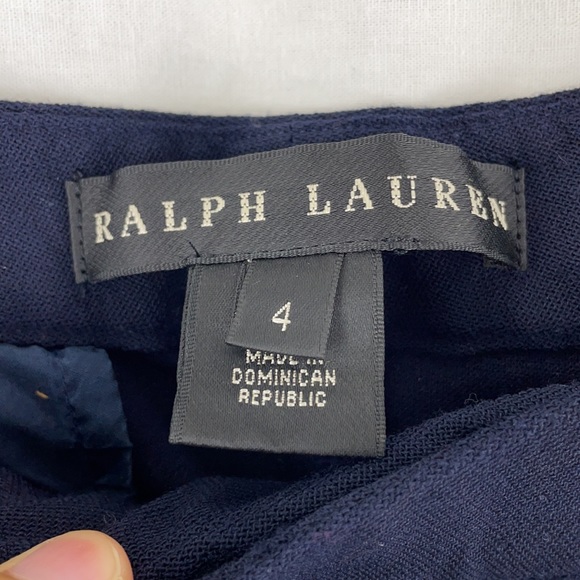 RALPH LAUREN
4
MADE IN
DOMINICAN
REPUBLIC